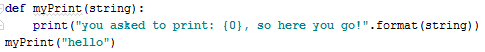 def myPrint(string):
    print("you asked to print: {0}, so here you go!".format(string))
myPrint("hello")